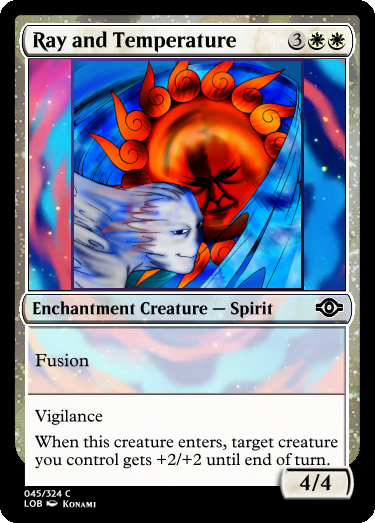 Ray and Temperature 3
Enchantment Creature — Spirit
Fusion
Vigilance
When this creature enters, target creature
you control gets +2/+2 until end of turn.
4/4
045/324 C
LOB Konami